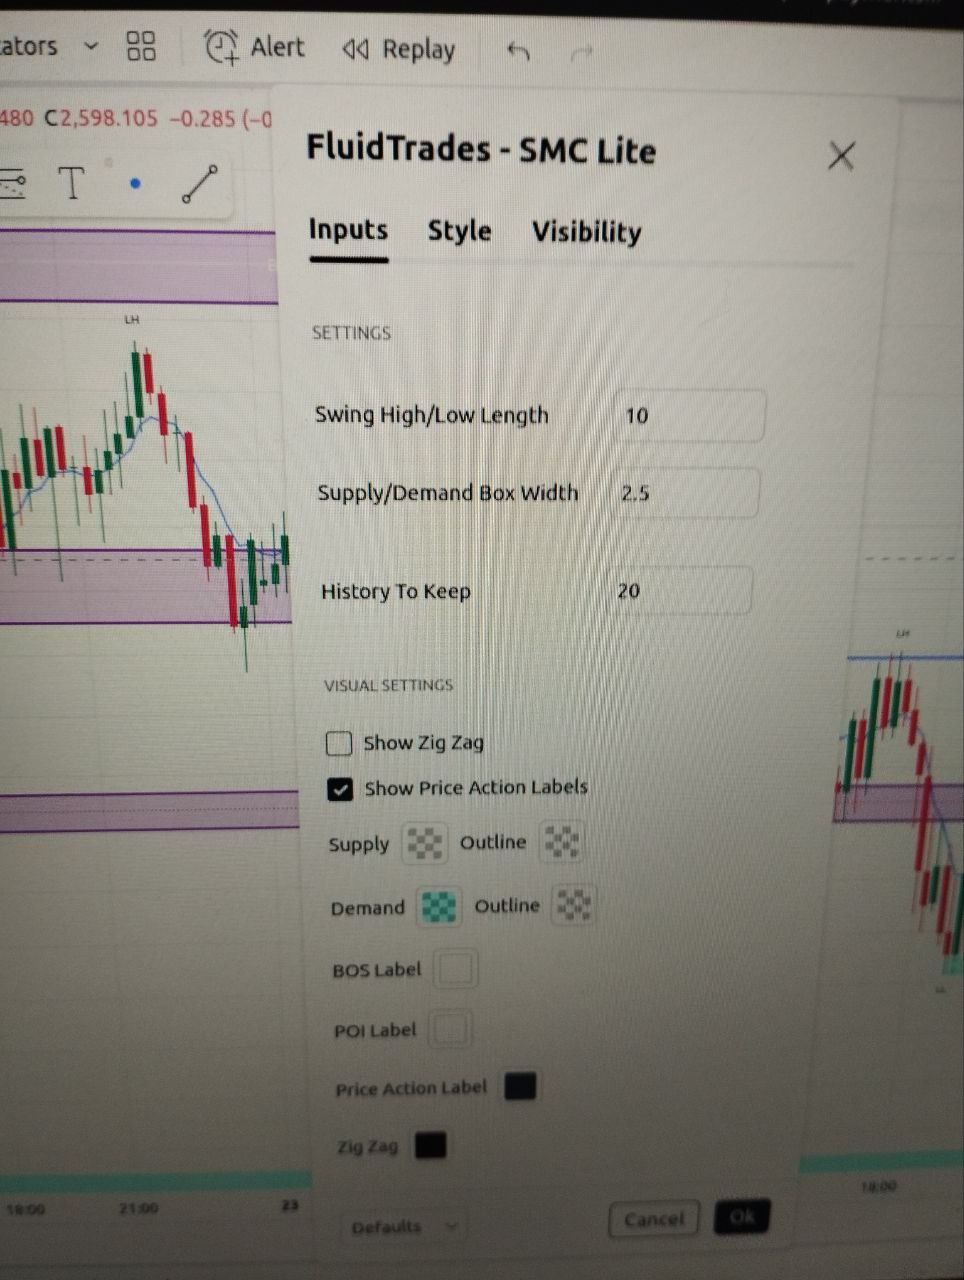 ators Alert Replay
480 C2,598.105 −0.285 (−0
FluidTrades - SMC Lite
T
Inputs Style Visibility
LH
SETTINGS
Swing High/Low Length 10
Supply/Demand Box Width 2.5
History To Keep 20
LH
VISUAL SETTINGS
Show Zig Zag
Show Price Action Labels
Supply Outline
Demand Outline
BOS Label
POI Label
Price Action Label
Zig Zag
18:00 21:00 23 18:00
Defaults Cancel Ok